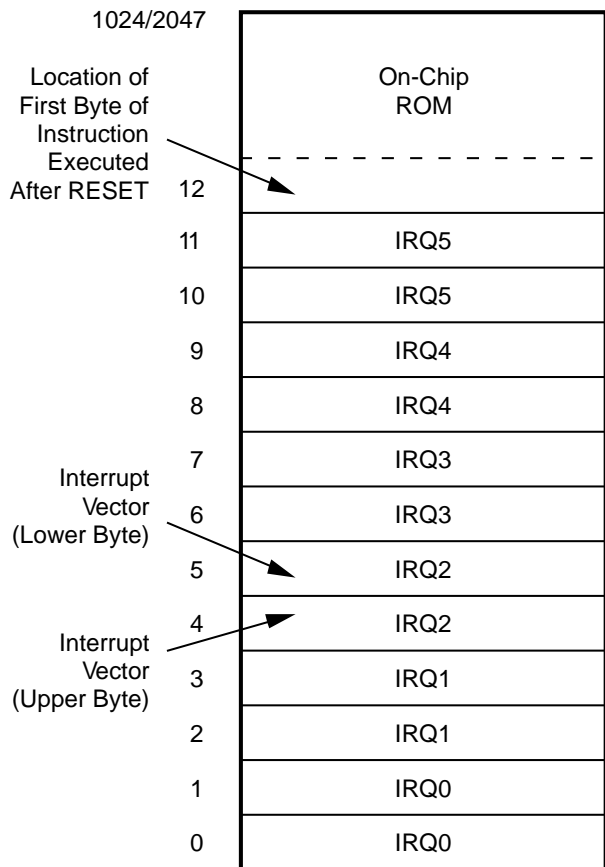 1024/2047
Location of
First Byte of
Instruction
Executed
After RESET
On-Chip
ROM
12
11 IRQ5
10 IRQ5
9 IRQ4
8 IRQ4
7 IRQ3
Interrupt
Vector
(Lower Byte)
6 IRQ3
5 IRQ2
4 IRQ2
Interrupt
Vector
(Upper Byte)
3 IRQ1
2 IRQ1
1 IRQ0
0 IRQ0